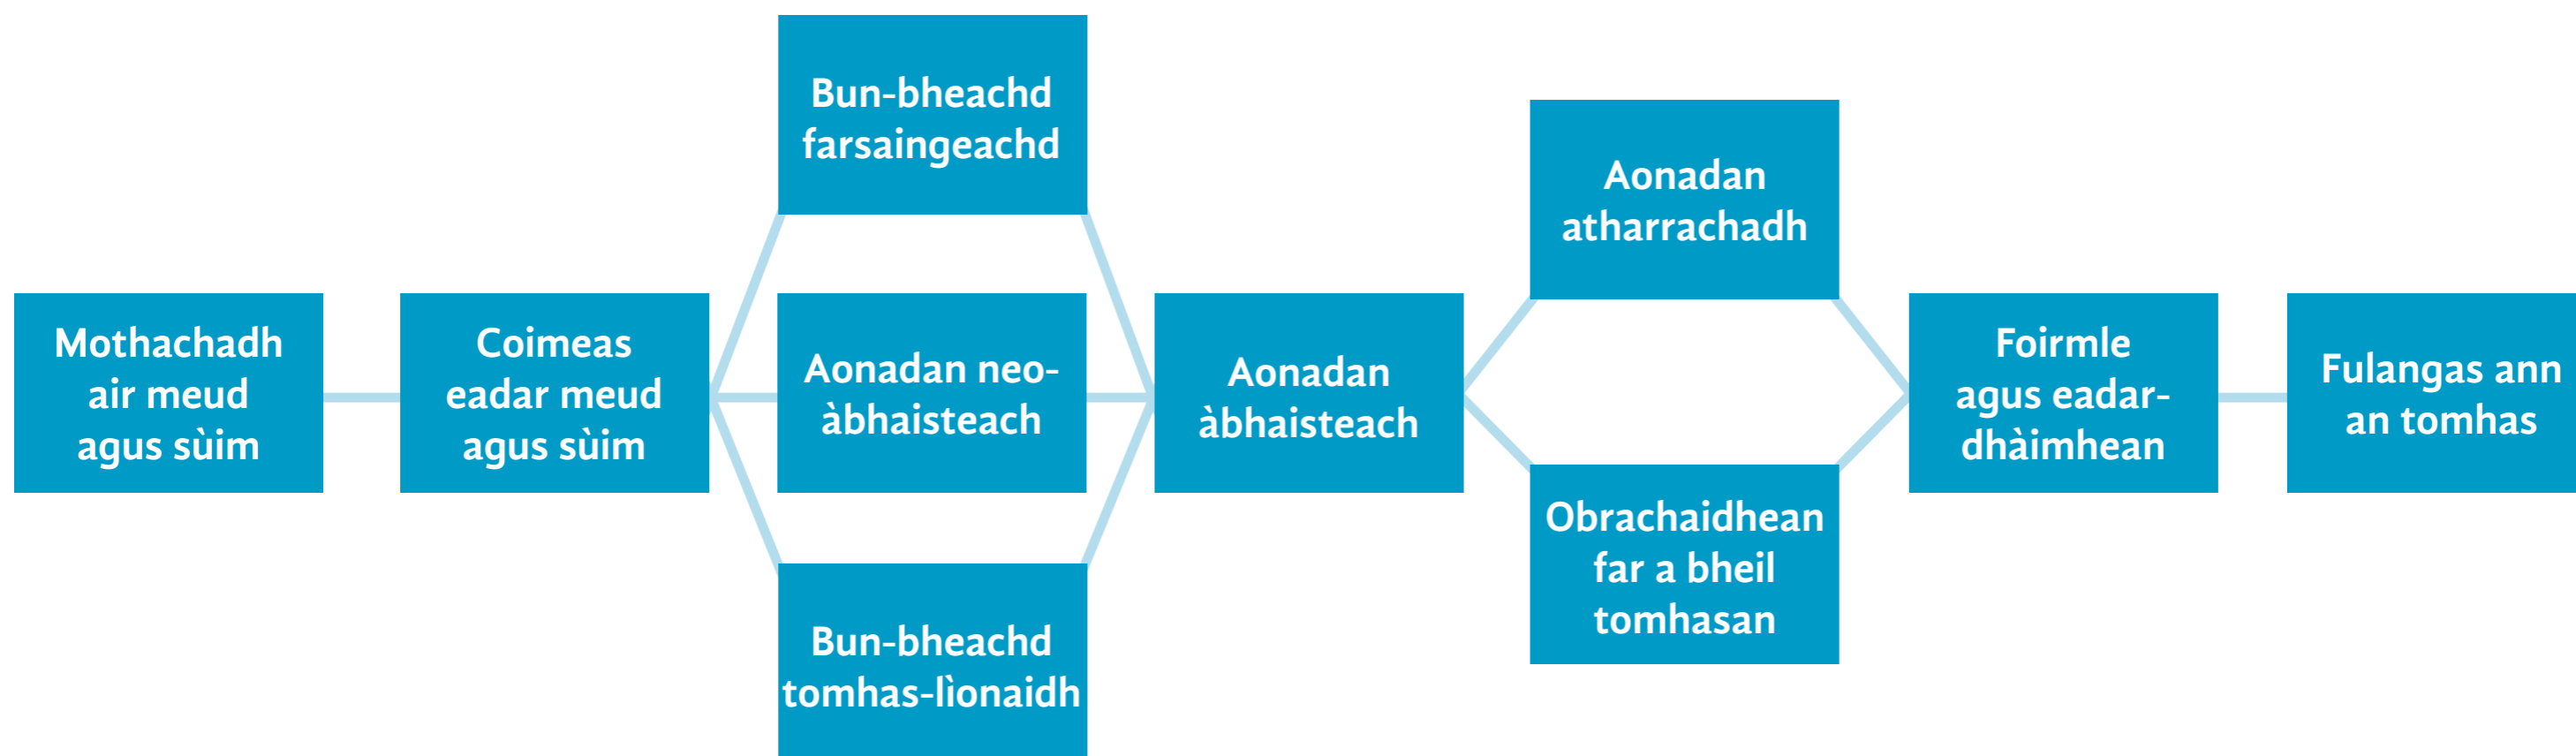 Mothachadh
air meud
agus sùim
Coimeas
eadar meud
agus sùim
Bun-bheachd
farsaingeachd
Aonadan neo-
àbhaisteach
Bun-bheachd
tomhas-lìonaidh
Aonadan
àbhaisteach
Aonadan
atharrachadh
Obrachaidhean
far a bheil
tomhasan
Foirmle
agus eadar-
dhàimhean
Fulangas ann
an tomhas